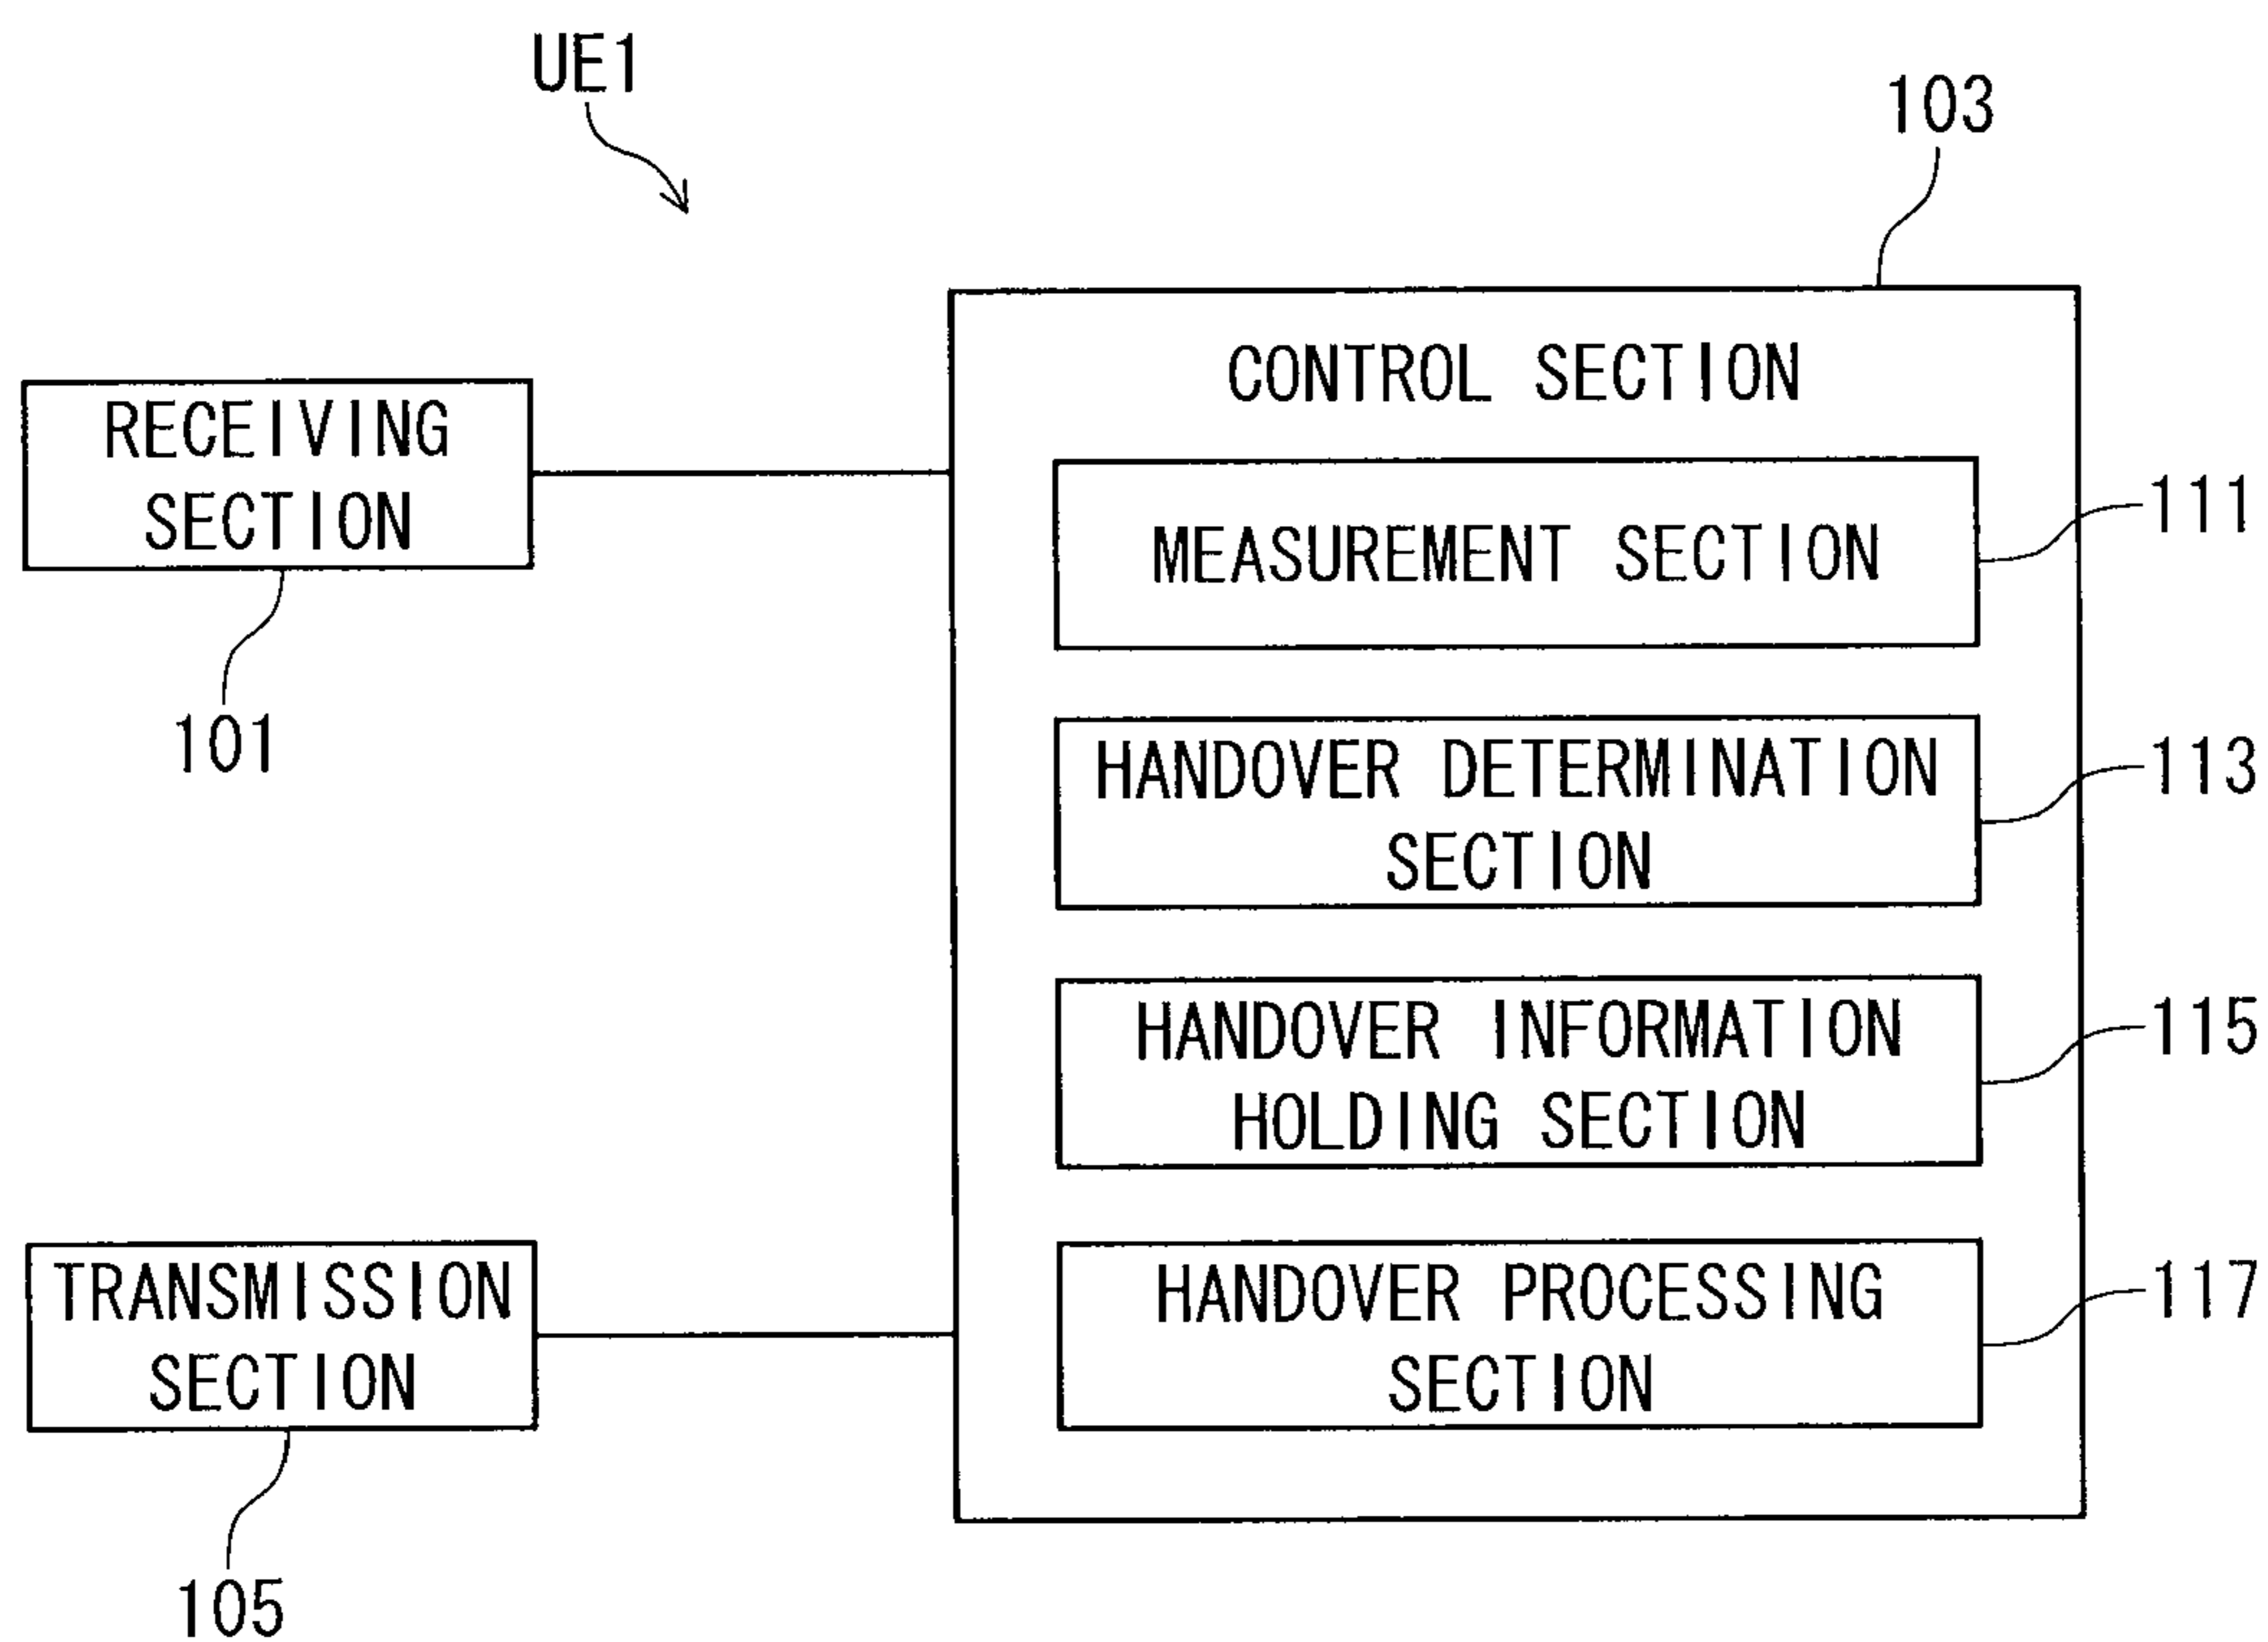 UE1
103
CONTROL SECTION
RECEIVING
SECTION
101
MEASUREMENT SECTION
111
HANDOVER DETERMINATION
SECTION
113
HANDOVER INFORMATION
HOLDING SECTION
115
TRANSMISSION
SECTION
105
HANDOVER PROCESSING
SECTION
117